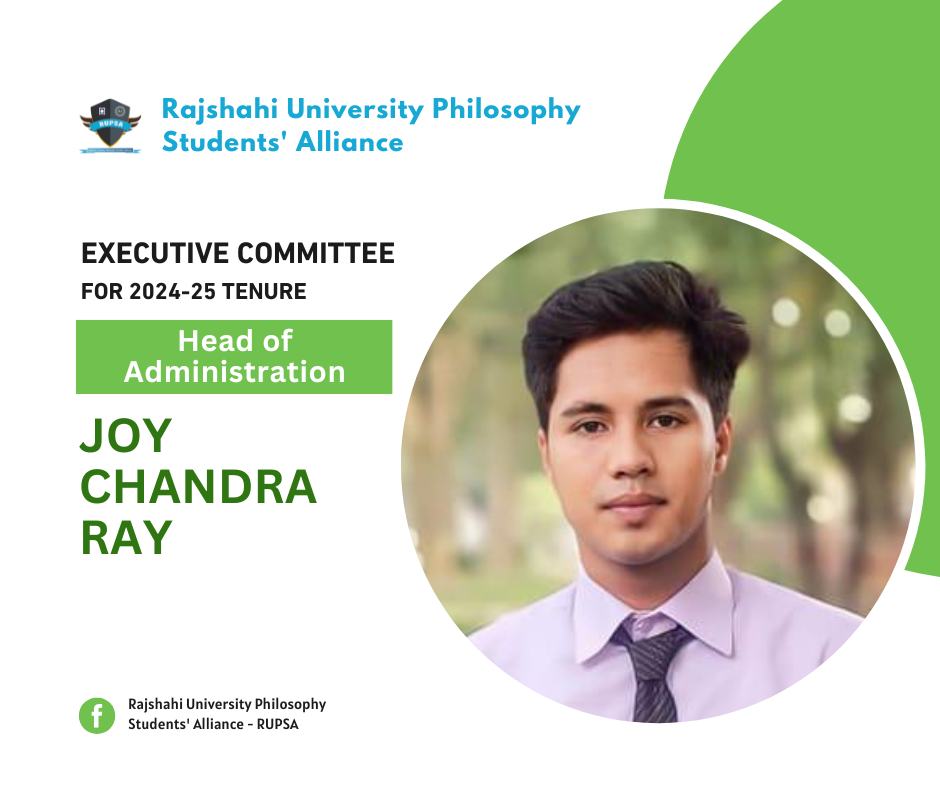 RUPSA
Rajshahi University Philosophy
Students' Alliance
EXECUTIVE COMMITTEE
FOR 2024-25 TENURE
Head of
Administration
JOY
CHANDRA
RAY
Rajshahi University Philosophy
Students' Alliance - RUPSA